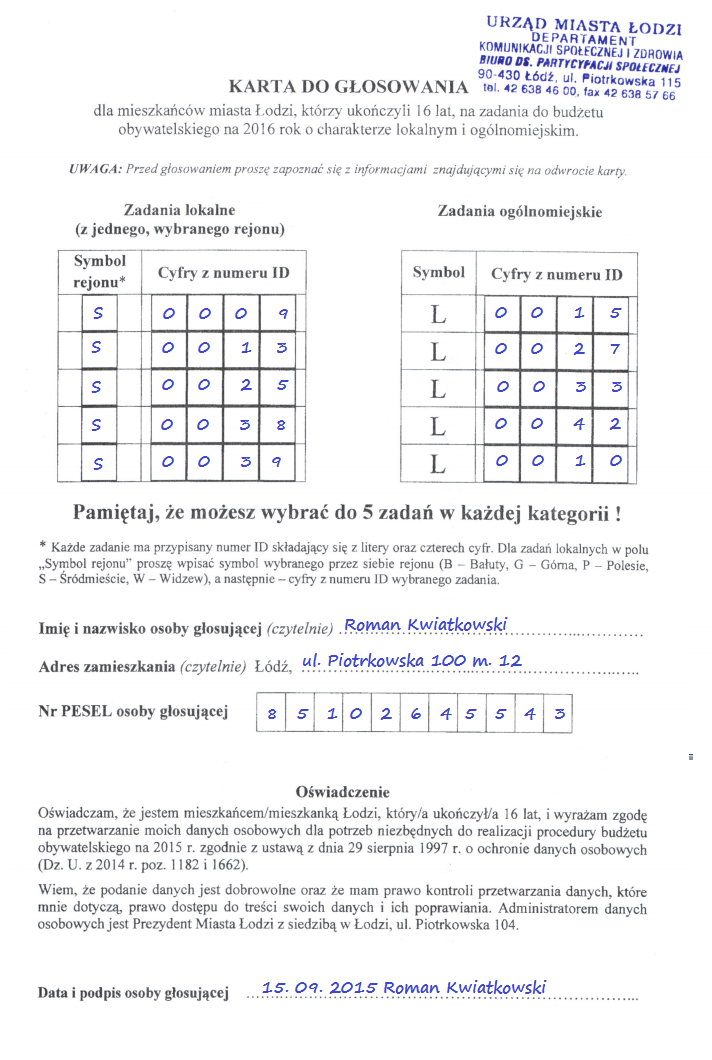 URZĄD MIASTA ŁODZI
DEPARTAMENT
KOMUNIKACJI SPOŁECZNEJ I ZDROWIA
BIURO DS. PARTYCYPACJI SPOŁECZNEJ
90-430 Łódź, ul. Piotrkowska 115
tel. 42 638 46 00, fax 42 638 57 66
KARTA DO GŁOSOWANIA
dla mieszkańców miasta Łodzi, którzy ukończyli 16 lat, na zadania do budżetu
obywatelskiego na 2016 rok o charakterze lokalnym i ogólnomiejskim.
UWAGA: Przed głosowaniem proszę zapoznać się z informacjami znajdującymi się na odwrocie karty.
Zadania lokalne
(z jednego, wybranego rejonu)
Symbol
rejonu*
Cyfry z numeru ID
S 0 0 0 9
S 0 0 1 3
S 0 0 2 5
S 0 0 3 8
S 0 0 3 9
Zadania ogólnomiejskie
Symbol Cyfry z numeru ID
L 0 0 1 5
L 0 0 2 7
L 0 0 3 3
L 0 0 4 2
L 0 0 1 0
Pamiętaj, że możesz wybrać do 5 zadań w każdej kategorii !
* Każde zadanie ma przypisany numer ID składający się z litery oraz czterech cyfr. Dla zadań lokalnych w polu
„Symbol rejonu" proszę wpisać symbol wybranego przez siebie rejonu (B – Bałuty, G – Górna, P – Polesie,
S – Śródmieście, W – Widzew), a następnie – cyfry z numeru ID wybranego zadania.
Imię i nazwisko osoby głosującej (czytelnie) Roman Kwiatkowski
Adres zamieszkania (czytelnie) Łódź, ul. Piotrkowska 100 m. 12
Nr PESEL osoby głosującej 8 5 1 0 2 6 4 5 5 4 3
Oświadczenie
Oświadczam, że jestem mieszkańcem/mieszkanką Łodzi, który/a ukończył/a 16 lat, i wyrażam zgodę
na przetwarzanie moich danych osobowych dla potrzeb niezbędnych do realizacji procedury budżetu
obywatelskiego na 2015 r. zgodnie z ustawą z dnia 29 sierpnia 1997 r. o ochronie danych osobowych
(Dz. U. z 2014 r. poz. 1182 i 1662).
Wiem, że podanie danych jest dobrowolne oraz że mam prawo kontroli przetwarzania danych, które
mnie dotyczą, prawo dostępu do treści swoich danych i ich poprawiania. Administratorem danych
osobowych jest Prezydent Miasta Łodzi z siedzibą w Łodzi, ul. Piotrkowska 104.
Data i podpis osoby głosującej 15. 09. 2015 Roman Kwiatkowski